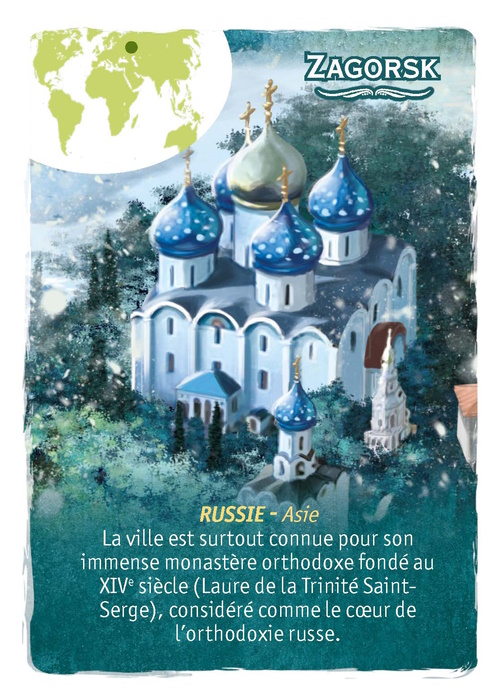 ZAGORSK
RUSSIE - Asie
La ville est surtout connue pour son
immense monastère orthodoxe fondé au
XIVe siècle (Laure de la Trinité Saint-
Serge), considéré comme le cœur de
l'orthodoxie russe.